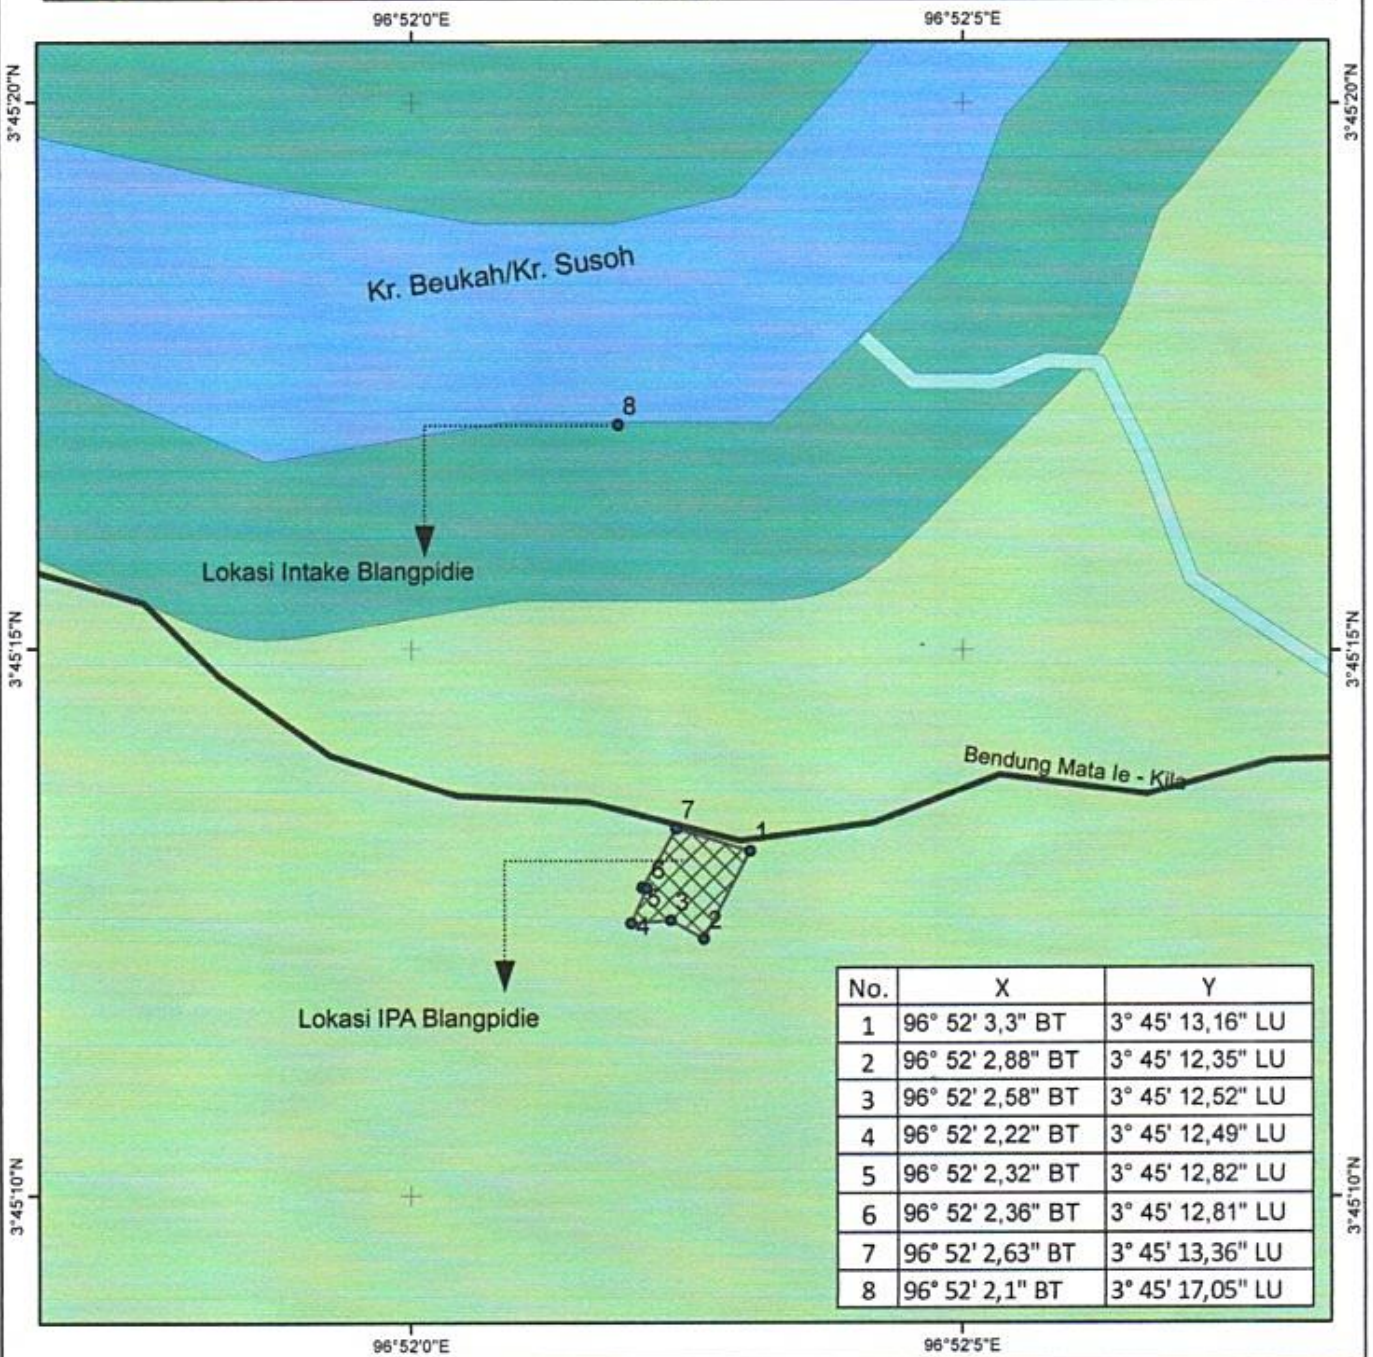 96°52'0"E 96°52'5"E
3°45'20"N 3°45'20"N
Kr. Beukah/Kr. Susoh
8
Lokasi Intake Blangpidie
3°45'15"N 3°45'15"N
Bendung Mata Ie - Kila
7
1
6
5
3
2
4
Lokasi IPA Blangpidie
No. X Y
1 96° 52' 3,3" BT 3° 45' 13,16" LU
2 96° 52' 2,88" BT 3° 45' 12,35" LU
3 96° 52' 2,58" BT 3° 45' 12,52" LU
4 96° 52' 2,22" BT 3° 45' 12,49" LU
5 96° 52' 2,32" BT 3° 45' 12,82" LU
6 96° 52' 2,36" BT 3° 45' 12,81" LU
7 96° 52' 2,63" BT 3° 45' 13,36" LU
8 96° 52' 2,1" BT 3° 45' 17,05" LU
3°45'10"N 3°45'10"N
96°52'0"E 96°52'5"E